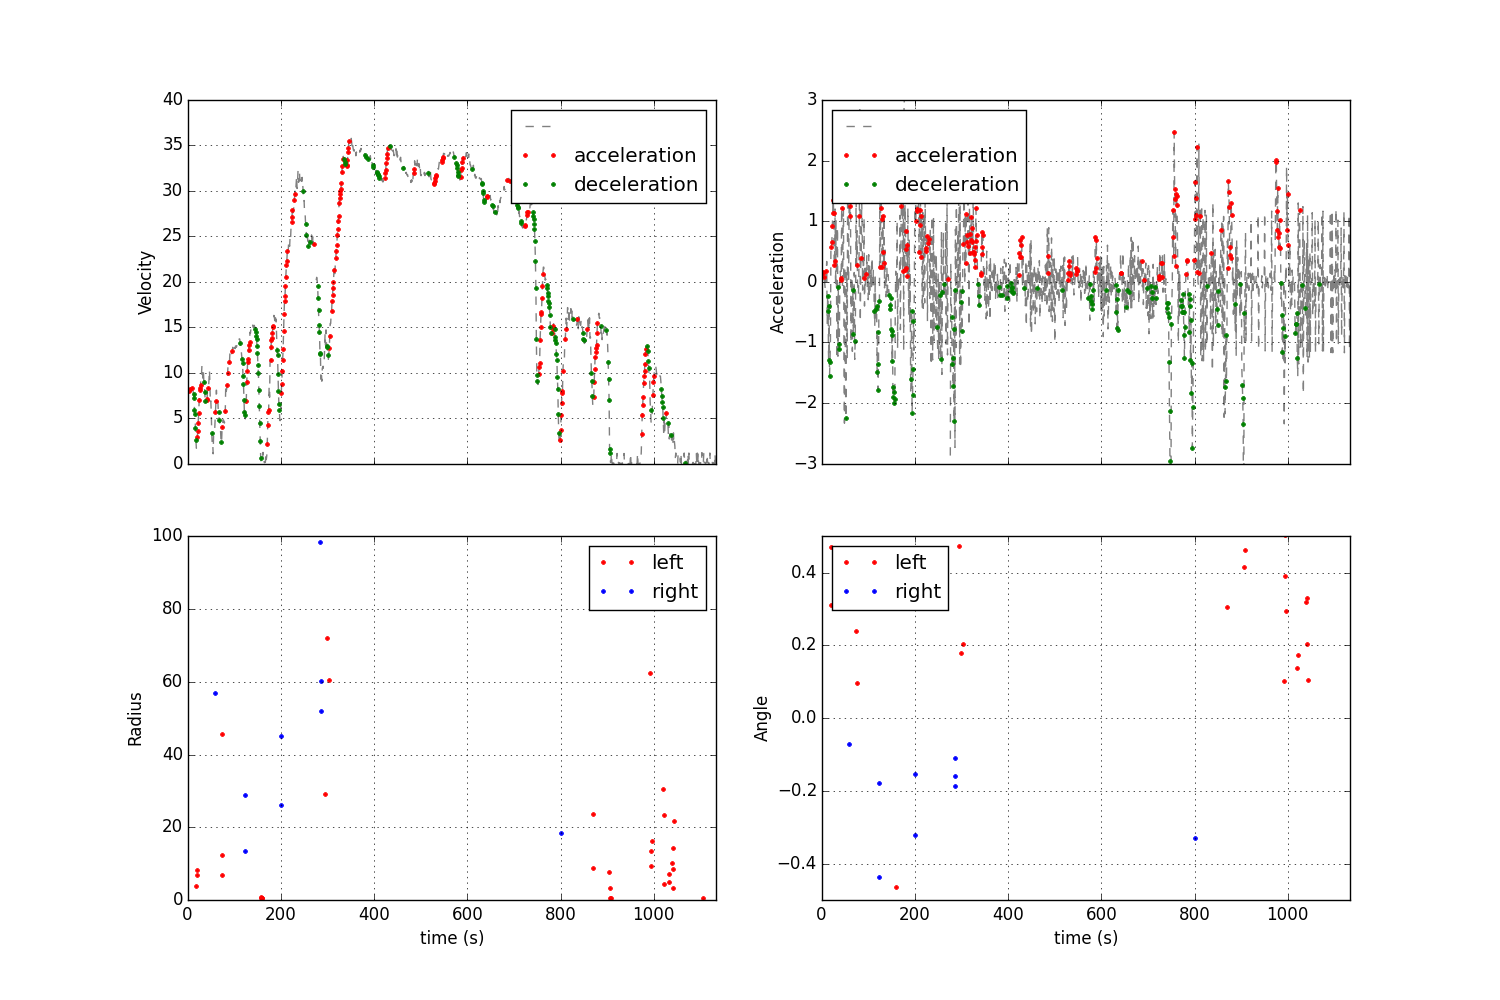 40
35
30
25
20
15
10
5
0
Velocity
acceleration
deceleration
3
2
1
0
−1
−2
−3
Acceleration
acceleration
deceleration
100
80
60
40
20
0
Radius
left
right
0 200 400 600 800 1000
time (s)
0.4
0.2
0.0
−0.2
−0.4
Angle
left
right
0 200 400 600 800 1000
time (s)